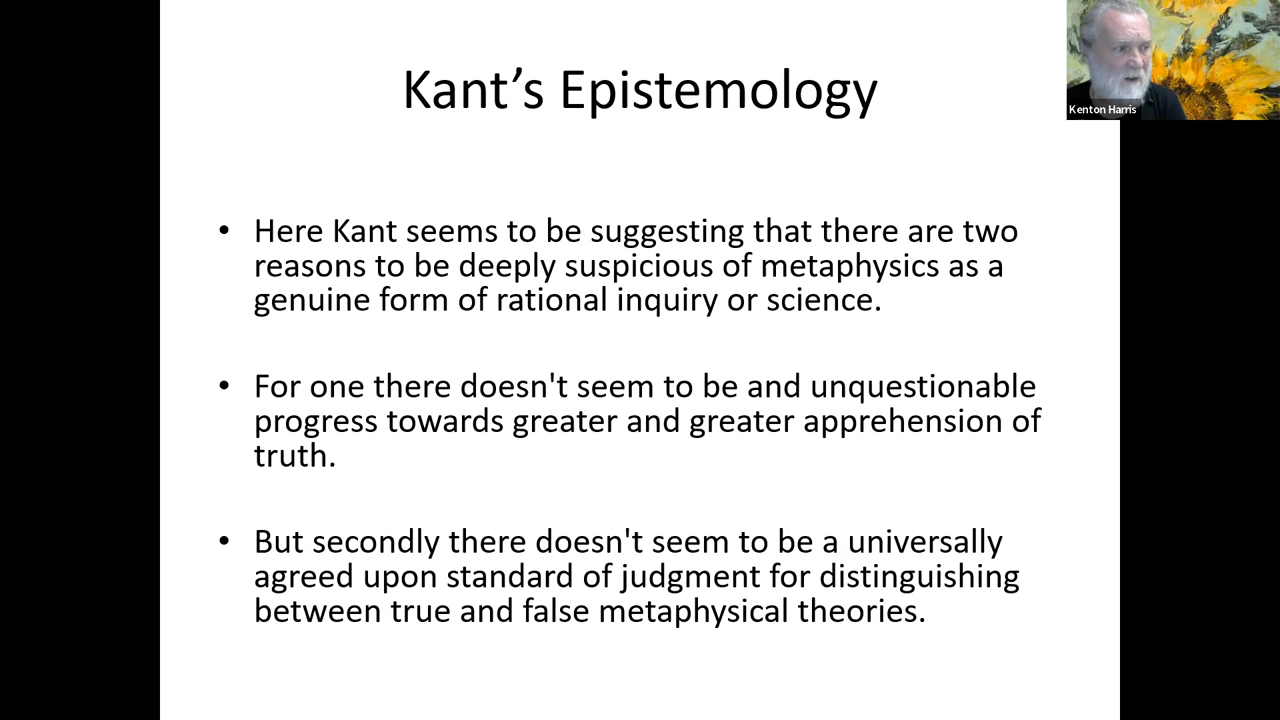 Kant’s Epistemology
Kenton Harris
• Here Kant seems to be suggesting that there are two
reasons to be deeply suspicious of metaphysics as a
genuine form of rational inquiry or science.
• For one there doesn't seem to be and unquestionable
progress towards greater and greater apprehension of
truth.
• But secondly there doesn't seem to be a universally
agreed upon standard of judgment for distinguishing
between true and false metaphysical theories.